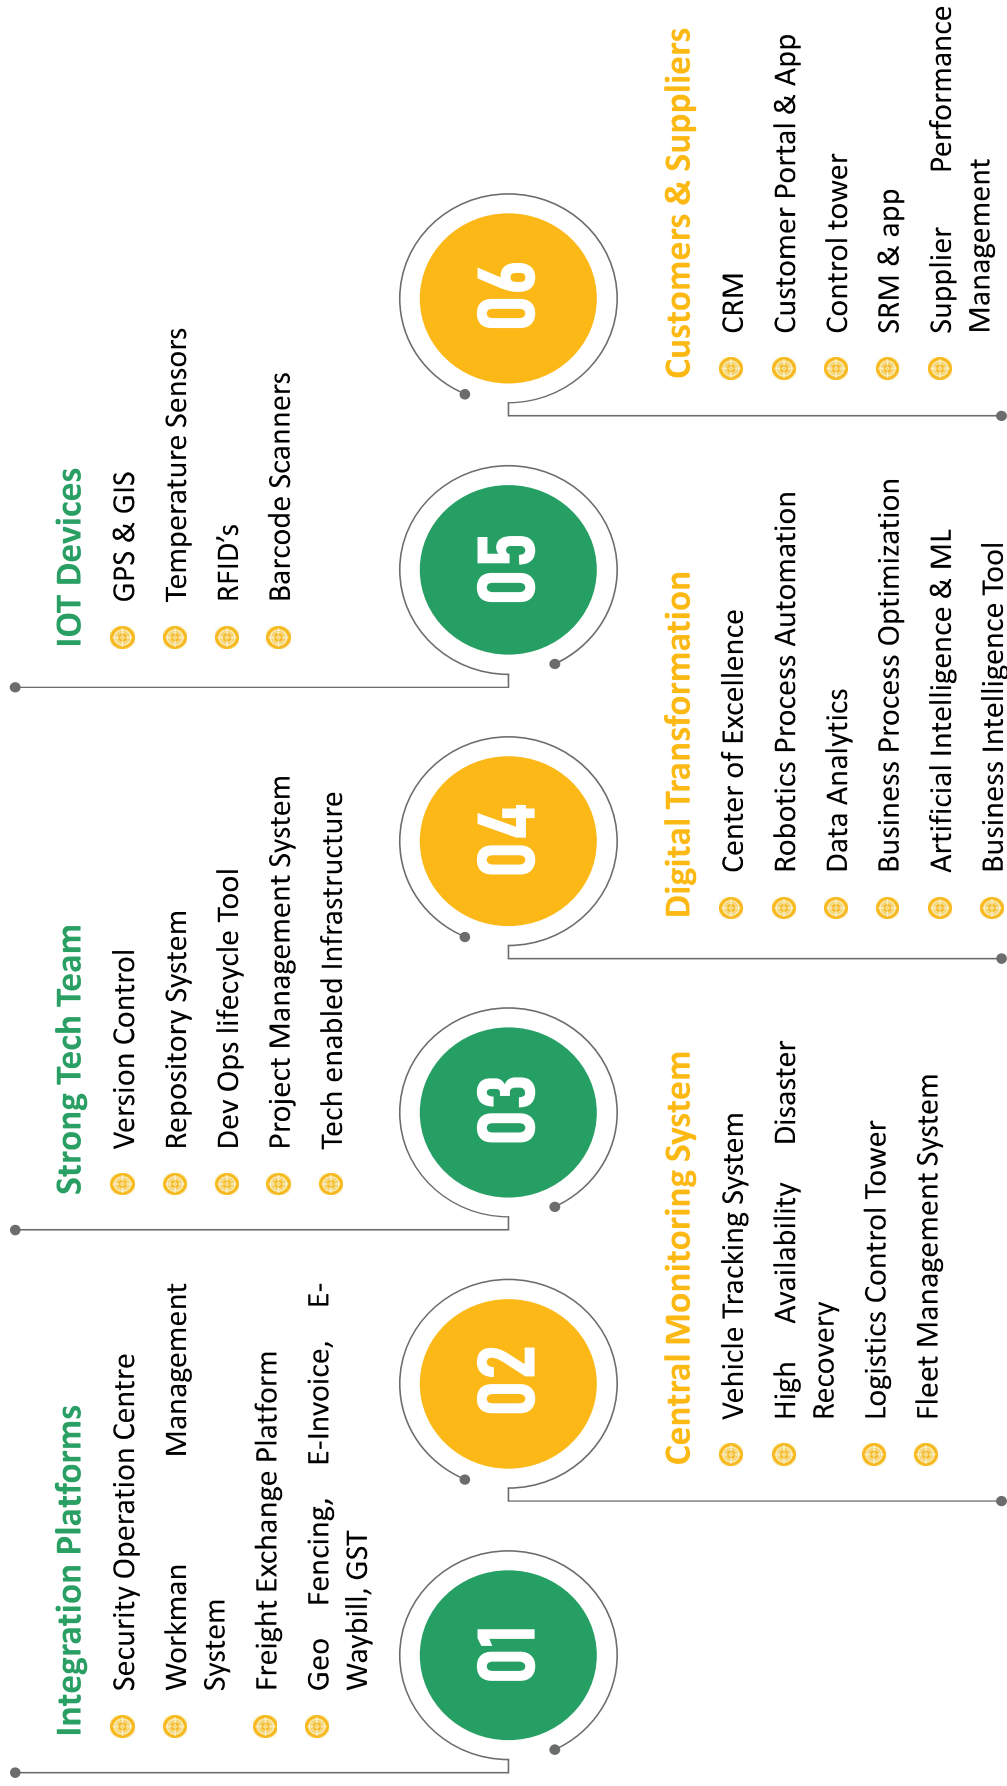 Integration Platforms
Security Operation Centre
Workman Management
System
Freight Exchange Platform
Geo Fencing, E-Invoice, E-
Waybill, GST
01
02
Central Monitoring System
Vehicle Tracking System
High Availability Disaster
Recovery
Logistics Control Tower
Fleet Management System
Strong Tech Team
Version Control
Repository System
Dev Ops lifecycle Tool
Project Management System
Tech enabled Infrastructure
03
04
Digital Transformation
Center of Excellence
Robotics Process Automation
Data Analytics
Business Process Optimization
Artificial Intelligence & ML
Business Intelligence Tool
IOT Devices
GPS & GIS
Temperature Sensors
RFID’s
Barcode Scanners
05
06
Customers & Suppliers
CRM
Customer Portal & App
Control tower
SRM & app
Supplier Performance
Management